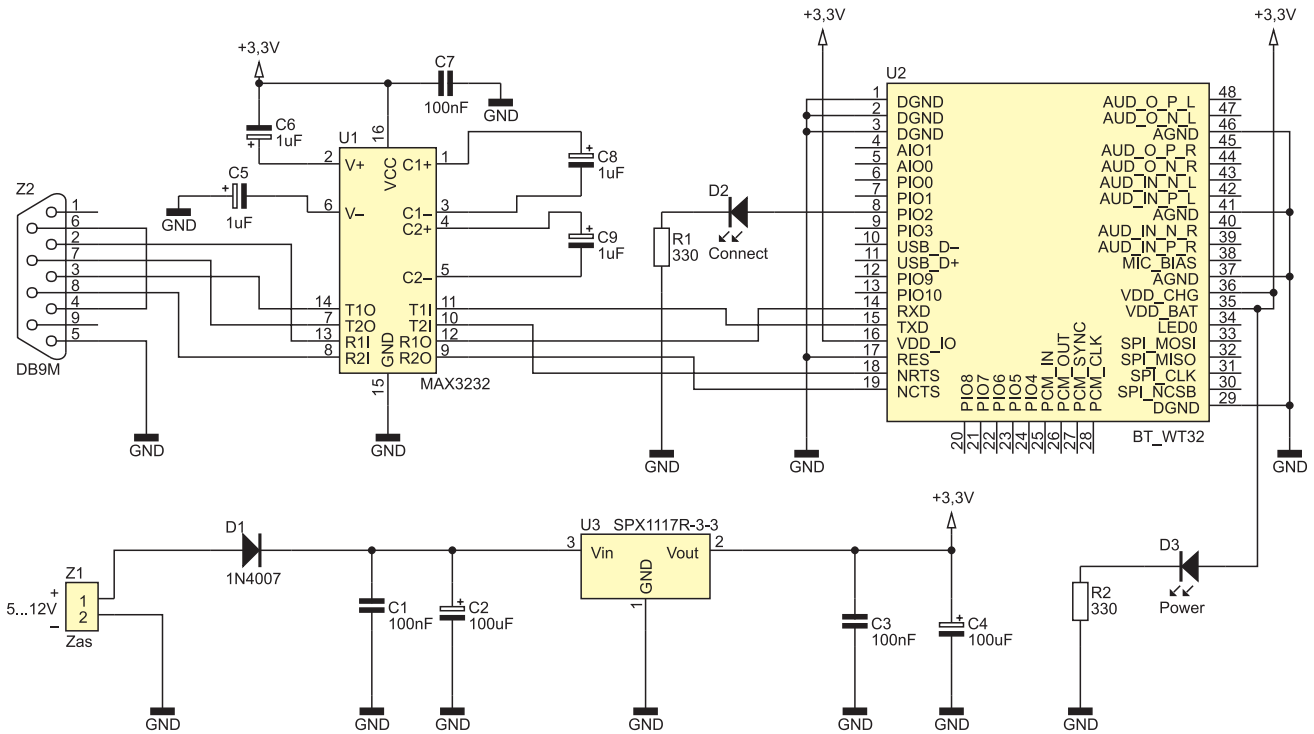 +3,3V
C7
100nF
GND
C6
1uF
U1
16
VCC
2
V+
C1+
1
C8
1uF
C5
1uF
GND
6
V–
C1–
3
C2+
4
C9
1uF
C2–
5
14
T1O
T1I
11
7
T2O
T2I
10
13
R1I
R1O
12
8
R2I
R2O
9
GND
15
MAX3232
GND
Z2
1
6
2
7
3
8
4
9
5
DB9M
GND
D2
Connect
R1
330
GND
+3,3V
GND
U2
1
DGND
2
DGND
3
DGND
4
AIO1
5
AIO0
6
PIO0
7
PIO1
8
PIO2
9
PIO3
10
USB_D–
11
USB_D+
12
PIO9
13
PIO10
14
RXD
15
TXD
16
VDD_IO
17
RES
18
NRTS
19
NCTS
PIO8
20
PIO7
21
PIO6
22
PIO5
23
PIO4
24
PCM_IN
25
PCM_OUT
26
PCM_SYNC
27
PCM_CLK
28
AUD_O_P_L
48
AUD_O_N_L
47
AGND
46
AUD_O_P_R
45
AUD_O_N_R
44
AUD_IN_N_L
43
AUD_IN_P_L
42
AGND
41
AUD_IN_N_R
40
AUD_IN_P_R
39
MIC_BIAS
38
AGND
37
VDD_CHG
36
VDD_BAT
35
LED0
34
SPI_MOSI
33
SPI_MISO
32
SPI_CLK
31
SPI_NCSB
30
DGND
29
BT_WT32
+3,3V
GND
Z1
+
5...12V
–
1
2
Zas
GND
D1
1N4007
C1
100nF
GND
+
C2
100uF
GND
U3 SPX1117R-3-3
3
Vin
Vout
2
GND
1
GND
C3
100nF
GND
+3,3V
+
C4
100uF
GND
D3
Power
R2
330
GND